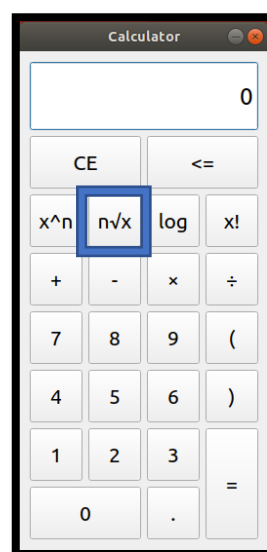 Calculator
0
CE <=
x^n n√x log x!
+ - × ÷
7 8 9 (
4 5 6 )
1 2 3
=
0 .